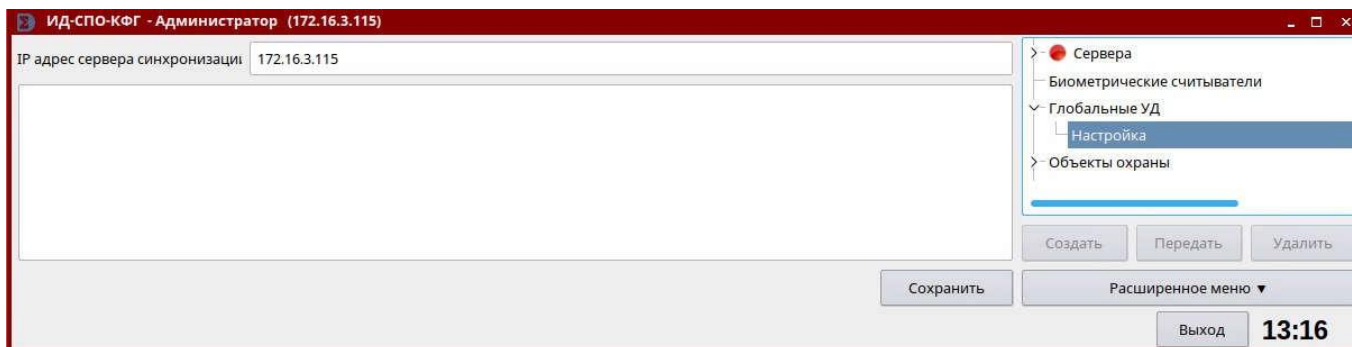 ИД-СПО-КФГ - Администратор (172.16.3.115)
IP адрес сервера синхронизаци 172.16.3.115
Сервера
Биометрические считыватели
Глобальные УД
Настройка
Объекты охраны
Создать Передать Удалить
Сохранить Расширенное меню ▼
Выход 13:16